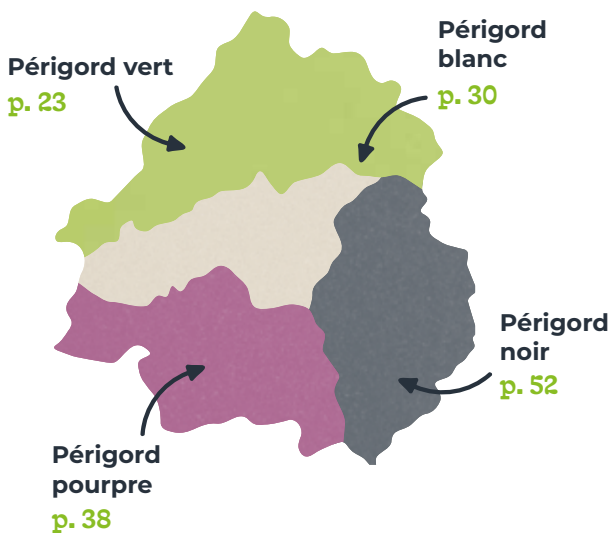 Périgord vert
p. 23
Périgord
blanc
p. 30
Périgord
noir
p. 52
Périgord
pourpre
p. 38